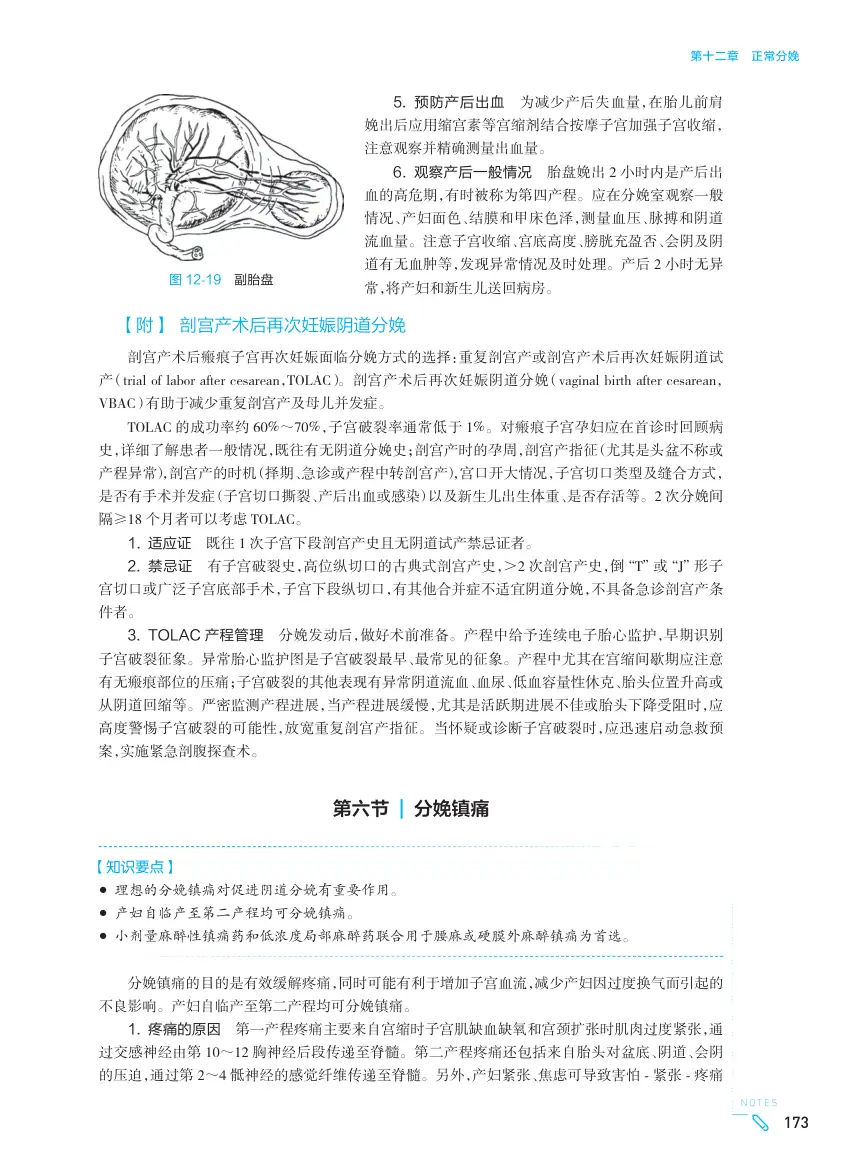 第十二章　正常分娩
5. 预防产后出血　为减少产后失血量,在胎儿前肩
娩出后应用缩宫素等宫缩剂结合按摩子宫加强子宫收缩,
注意观察并精确测量出血量。
6. 观察产后一般情况　胎盘娩出 2 小时内是产后出
血的高危期,有时被称为第四产程。应在分娩室观察一般
情况、产妇面色、结膜和甲床色泽,测量血压、脉搏和阴道
流血量。注意子宫收缩、宫底高度、膀胱充盈否、会阴及阴
道有无血肿等,发现异常情况及时处理。产后 2 小时无异
常,将产妇和新生儿送回病房。
图 12-19　副胎盘
【附】 剖宫产术后再次妊娠阴道分娩
剖宫产术后瘢痕子宫再次妊娠面临分娩方式的选择:重复剖宫产或剖宫产术后再次妊娠阴道试
产(trial of labor after cesarean,TOLAC)。剖宫产术后再次妊娠阴道分娩(vaginal birth after cesarean,
VBAC)有助于减少重复剖宫产及母儿并发症。
TOLAC 的成功率约 60%～70%,子宫破裂率通常低于 1%。对瘢痕子宫孕妇应在首诊时回顾病
史,详细了解患者一般情况,既往有无阴道分娩史;剖宫产时的孕周,剖宫产指征(尤其是头盆不称或
产程异常),剖宫产的时机(择期、急诊或产程中转剖宫产),宫口开大情况,子宫切口类型及缝合方式,
是否有手术并发症(子宫切口撕裂、产后出血或感染)以及新生儿出生体重、是否存活等。2 次分娩间
隔≥18 个月者可以考虑 TOLAC。
1. 适应证　既往 1 次子宫下段剖宫产史且无阴道试产禁忌证者。
2. 禁忌证　有子宫破裂史,高位纵切口的古典式剖宫产史,＞2 次剖宫产史,倒 “T” 或 “J” 形子
宫切口或广泛子宫底部手术,子宫下段纵切口,有其他合并症不适宜阴道分娩,不具备急诊剖宫产条
件者。
3. TOLAC 产程管理　分娩发动后,做好术前准备。产程中给予连续电子胎心监护,早期识别
子宫破裂征象。异常胎心监护图是子宫破裂最早、最常见的征象。产程中尤其在宫缩间歇期应注意
有无瘢痕部位的压痛;子宫破裂的其他表现有异常阴道流血、血尿、低血容量性休克、胎头位置升高或
从阴道回缩等。严密监测产程进展,当产程进展缓慢,尤其是活跃期进展不佳或胎头下降受阻时,应
高度警惕子宫破裂的可能性,放宽重复剖宫产指征。当怀疑或诊断子宫破裂时,应迅速启动急救预
案,实施紧急剖腹探查术。
第六节 | 分娩镇痛
【知识要点】
● 理想的分娩镇痛对促进阴道分娩有重要作用。
● 产妇自临产至第二产程均可分娩镇痛。
● 小剂量麻醉性镇痛药和低浓度局部麻醉药联合用于腰麻或硬膜外麻醉镇痛为首选。
分娩镇痛的目的是有效缓解疼痛,同时可能有利于增加子宫血流,减少产妇因过度换气而引起的
不良影响。产妇自临产至第二产程均可分娩镇痛。
1. 疼痛的原因　第一产程疼痛主要来自宫缩时子宫肌缺血缺氧和宫颈扩张时肌肉过度紧张,通
过交感神经由第 10～12 胸神经后段传递至脊髓。第二产程疼痛还包括来自胎头对盆底、阴道、会阴
的压迫,通过第 2～4 骶神经的感觉纤维传递至脊髓。另外,产妇紧张、焦虑可导致害怕 - 紧张 - 疼痛
NOTES
173